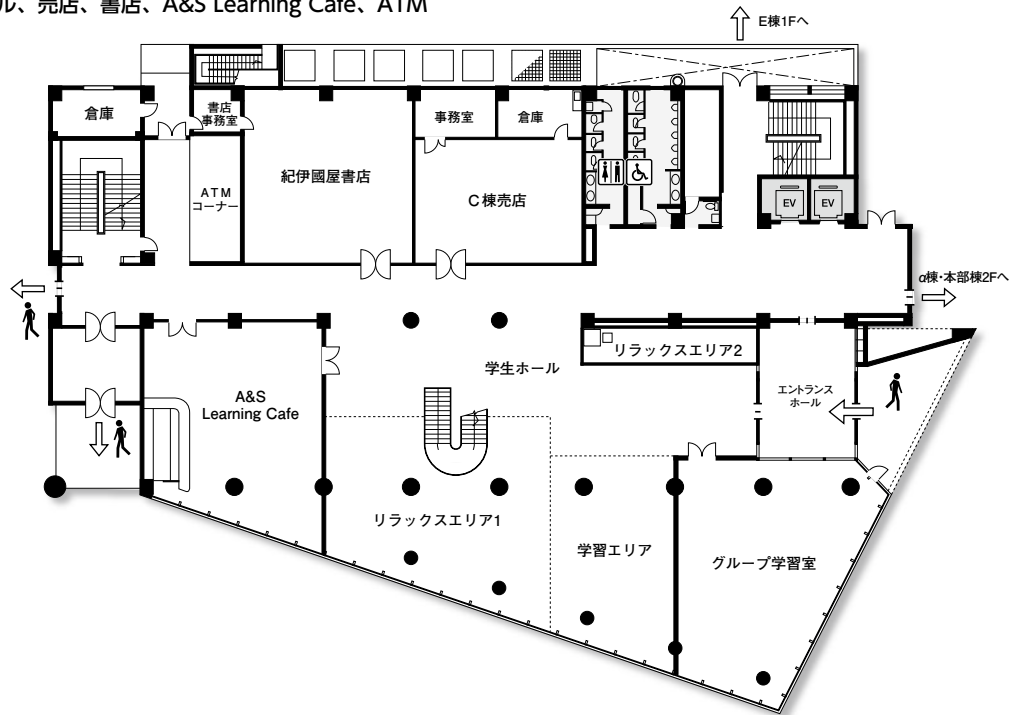 ル、売店、書店、A&S Learning Cafe、ATM
E棟1Fへ
倉庫
書店
事務室
事務室
倉庫
紀伊國屋書店
ATM
コーナー
C棟売店
EV
EV
α棟・本部棟2Fへ
リラックスエリア2
学生ホール
エントランス
ホール
A&S
Learning Cafe
リラックスエリア1
学習エリア
グループ学習室